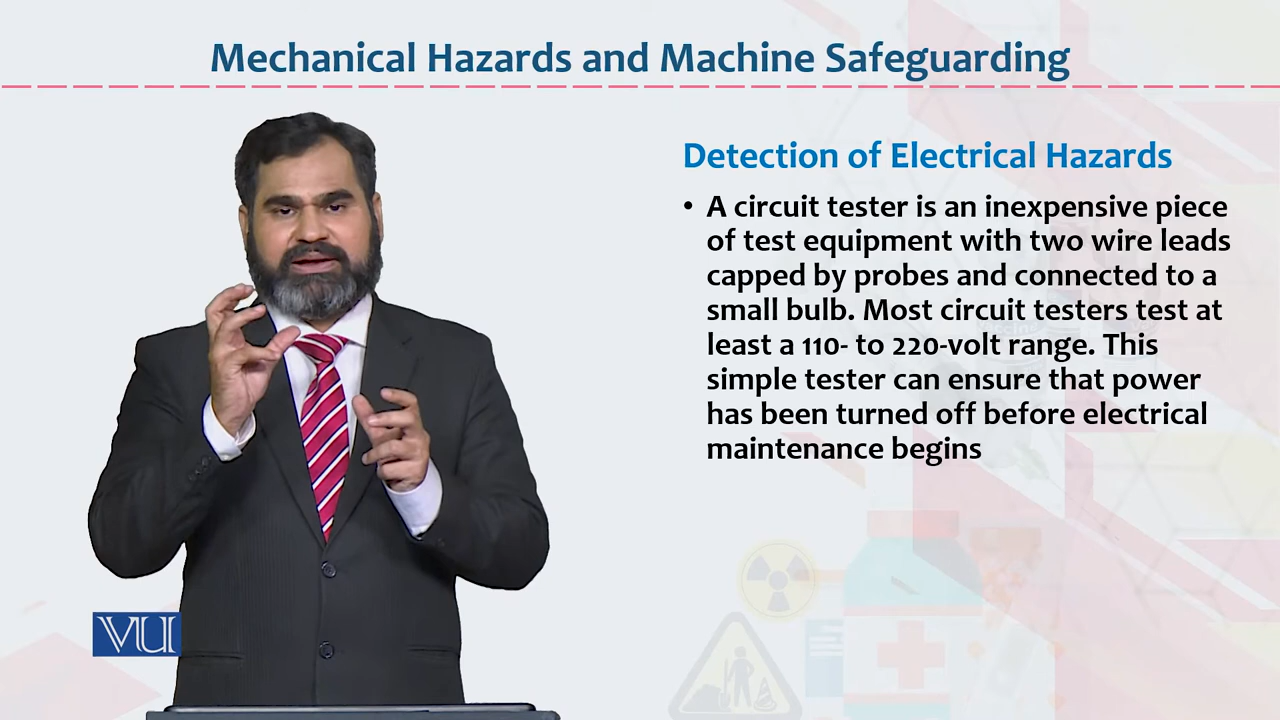 Mechanical Hazards and Machine Safeguarding
Detection of Electrical Hazards
• A circuit tester is an inexpensive piece
of test equipment with two wire leads
capped by probes and connected to a
small bulb. Most circuit testers test at
least a 110- to 220-volt range. This
simple tester can ensure that power
has been turned off before electrical
maintenance begins
VU